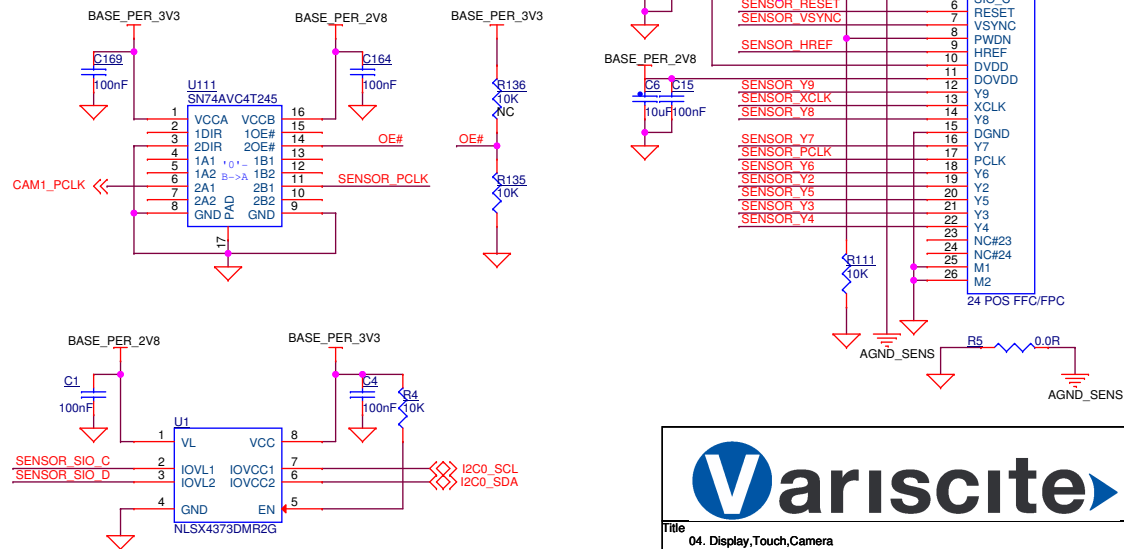 BASE_PER_3V3
C169
100nF
BASE_PER_2V8
C164
100nF
U111
SN74AVC4T245
1 VCCA
2 1DIR
3 2DIR
4 1A1
5 1A2
6 2A1
7 2A2
8 GND
PAD
17
'0'-
B->A
VCCB 16
1OE# 15
2OE# 14
1B1 13
1B2 12
2B1 11
2B2 10
GND 9
OE#
SENSOR_PCLK
CAM1_PCLK
BASE_PER_3V3
R136
10K
NC
OE#
R135
10K
BASE_PER_2V8
C6
10uF
C15
100nF
SENSOR_RESET
SENSOR_VSYNC
SENSOR_HREF
SENSOR_Y9
SENSOR_XCLK
SENSOR_Y8
SENSOR_Y7
SENSOR_PCLK
SENSOR_Y6
SENSOR_Y2
SENSOR_Y5
SENSOR_Y3
SENSOR_Y4
6 RESET
7 VSYNC
8 PWDN
9 HREF
10 DVDD
11 DOVDD
12 Y9
13 XCLK
14 Y8
15 DGND
16 Y7
17 PCLK
18 Y6
19 Y2
20 Y5
21 Y3
22 Y4
23 NC#23
24 NC#24
25 M1
26 M2
24 POS FFC/FPC
R111
10K
AGND_SENS
R5 0.0R
AGND_SENS
BASE_PER_2V8
C1
100nF
BASE_PER_3V3
C4
100nF
R4
10K
U1
1 VL
2 IOVL1
3 IOVL2
4 GND
VCC 8
IOVCC1 7
IOVCC2 6
EN 5
NLSX4373DMR2G
SENSOR_SIO_C
SENSOR_SIO_D
I2C0_SCL
I2C0_SDA
Variscite
Title
04. Display,Touch,Camera